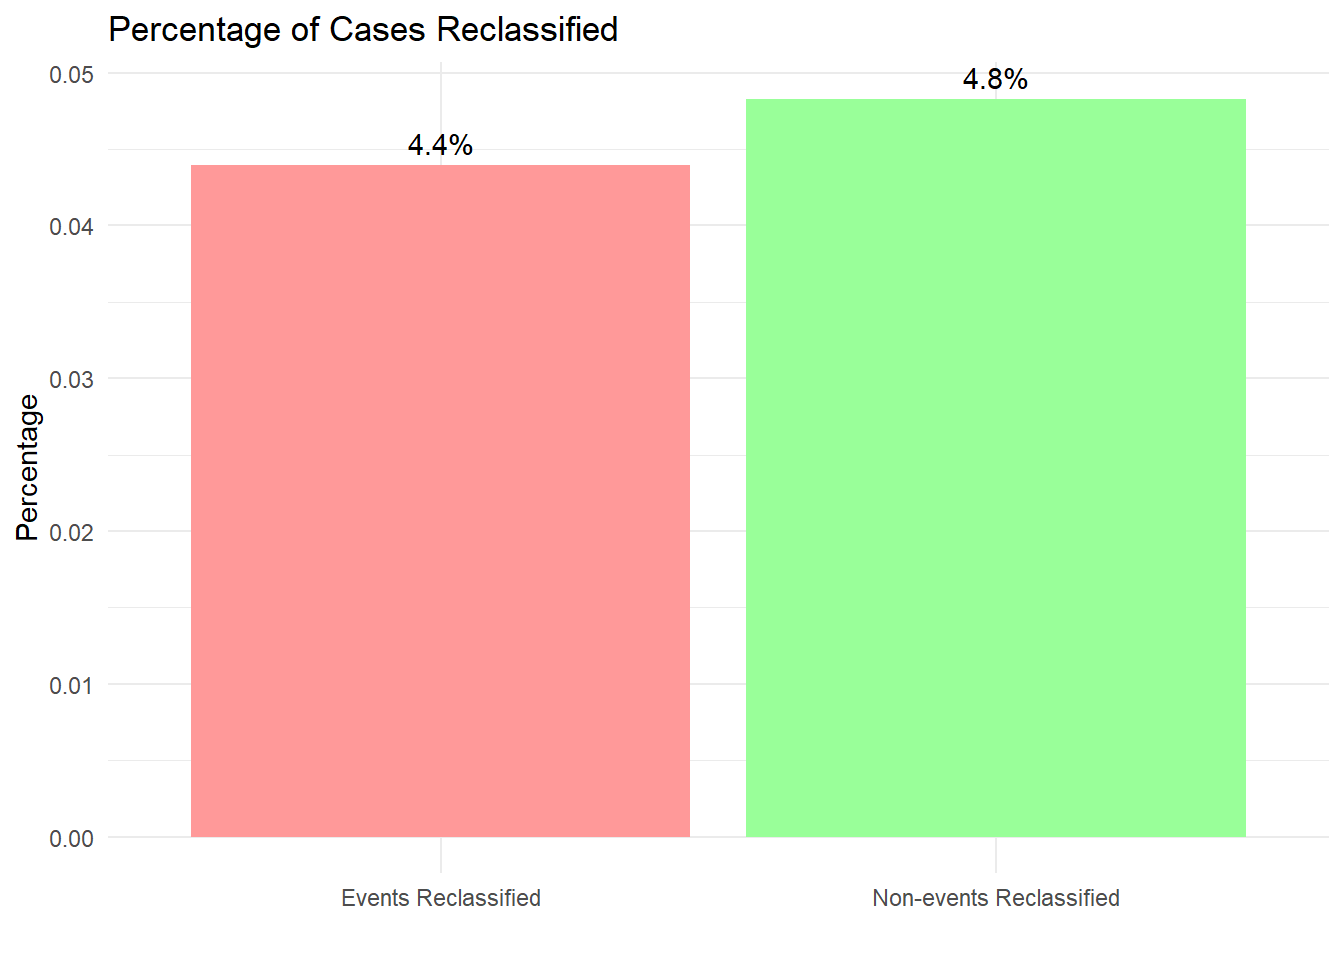 Percentage of Cases Reclassified
0.05
4.8%
4.4%
0.04
0.03
Percentage
0.02
0.01
0.00
Events Reclassified
Non-events Reclassified